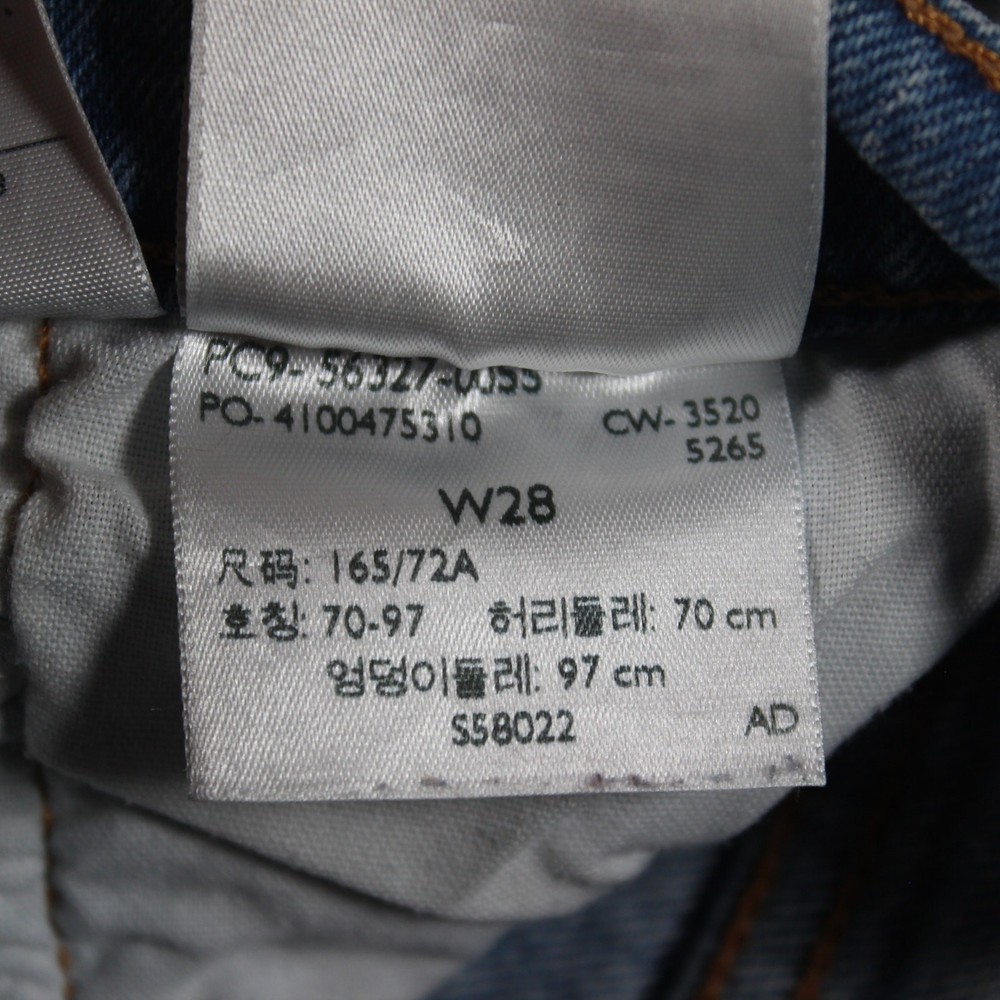 PC9- 56327-0055
PO- 4100475310 CW- 3520
5265
W28
尺码: 165/72A
호칭: 70-97 허리둘레: 70 cm
엉덩이둘레: 97 cm
S58022 AD